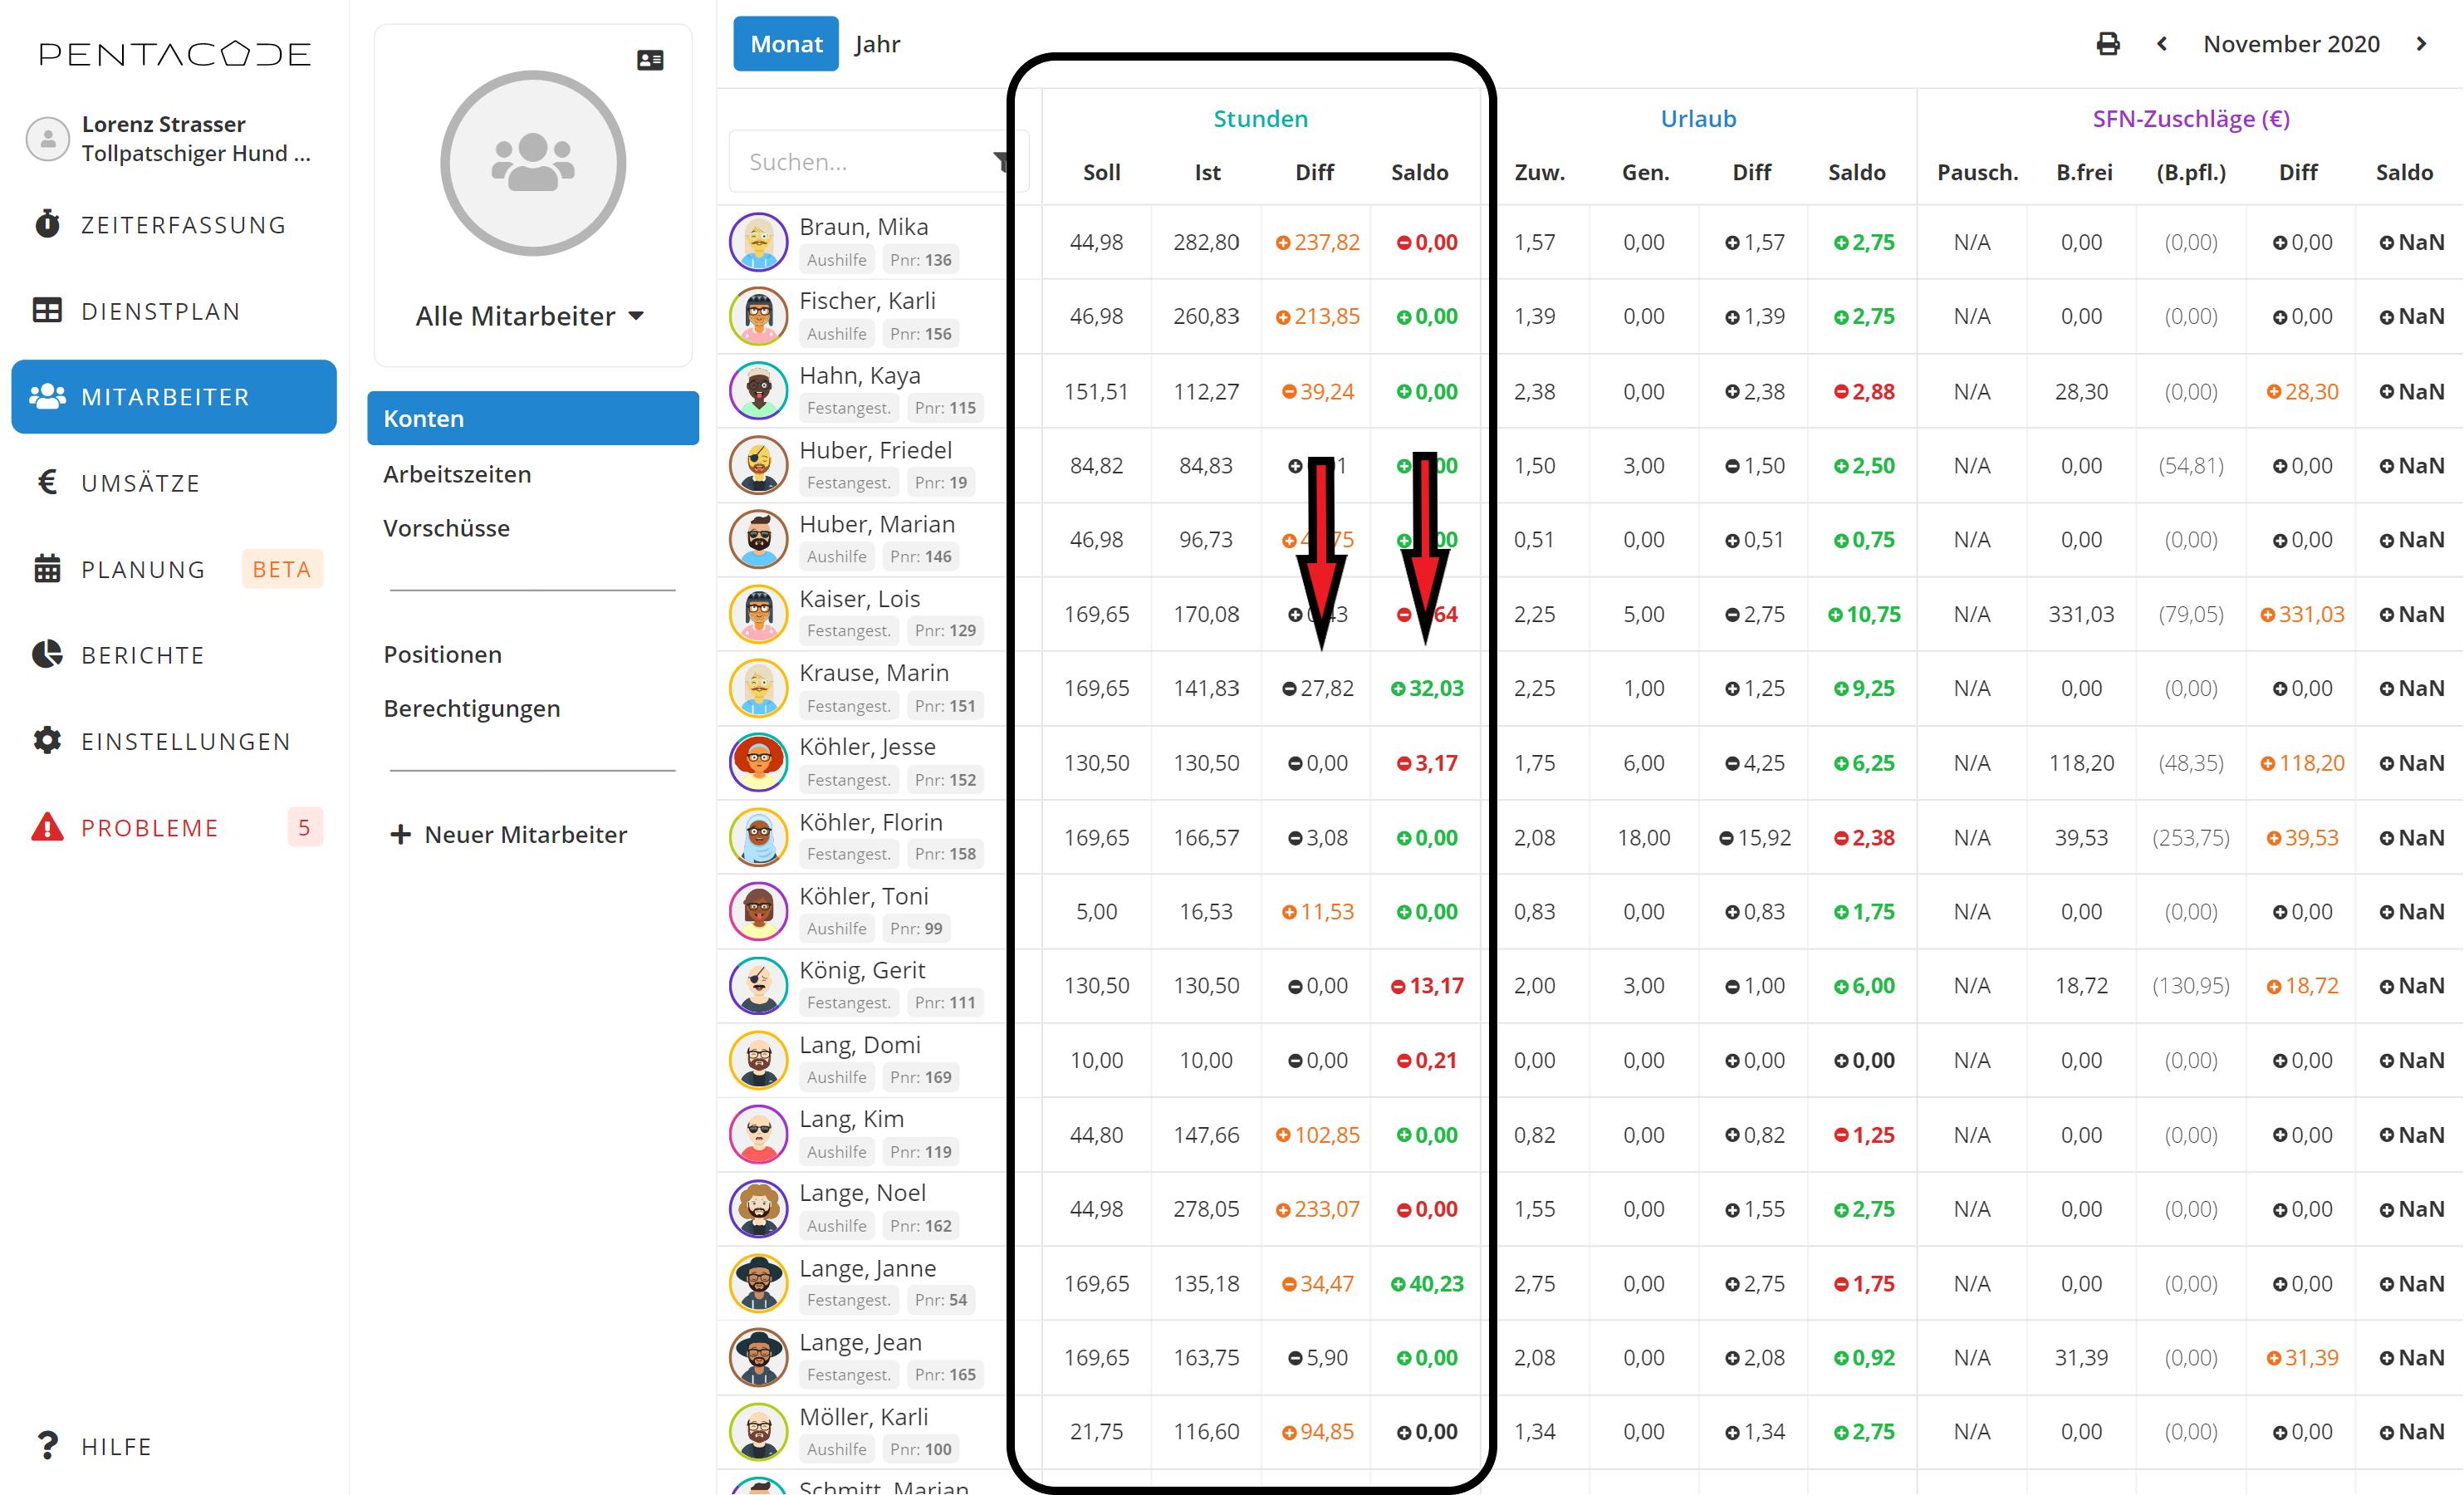 PENTACODE
Lorenz Strasser
Tollpatschiger Hund ...
ZEITERFASSUNG
DIENSTPLAN
MITARBEITER
UMSÄTZE
PLANUNG BETA
BERICHTE
EINSTELLUNGEN
PROBLEME 5
HILFE
Alle Mitarbeiter
Konten
Arbeitszeiten
Vorschüsse
Positionen
Berechtigungen
+ Neuer Mitarbeiter
Monat Jahr
November 2020
Suchen...
Stunden Urlaub SFN-Zuschläge (€)
Soll Ist Diff Saldo Zuw. Gen. Diff Saldo Pausch. B.frei (B.pfl.) Diff Saldo
Braun, Mika
Aushilfe Pnr: 136
44,98 282,80 +237,82 -0,00 1,57 0,00 +1,57 +2,75 N/A 0,00 (0,00) +0,00 +NaN
Fischer, Karli
Aushilfe Pnr: 156
46,98 260,83 +213,85 +0,00 1,39 0,00 +1,39 +2,75 N/A 0,00 (0,00) +0,00 +NaN
Hahn, Kaya
Festangest. Pnr: 115
151,51 112,27 -39,24 +0,00 2,38 0,00 +2,38 -2,88 N/A 28,30 (0,00) +28,30 +NaN
Huber, Friedel
Festangest. Pnr: 19
84,82 84,83 + + 1,50 3,00 -1,50 +2,50 N/A 0,00 (54,81) +0,00 +NaN
Huber, Marian
Aushilfe Pnr: 146
46,98 96,73 + + 0,51 0,00 +0,51 +0,75 N/A 0,00 (0,00) +0,00 +NaN
Kaiser, Lois
Festangest. Pnr: 129
169,65 170,08 + - 2,25 5,00 -2,75 +10,75 N/A 331,03 (79,05) +331,03 +NaN
Krause, Marin
Festangest. Pnr: 151
169,65 141,83 -27,82 +32,03 2,25 1,00 +1,25 +9,25 N/A 0,00 (0,00) +0,00 +NaN
Köhler, Jesse
Festangest. Pnr: 152
130,50 130,50 -0,00 -3,17 1,75 6,00 -4,25 +6,25 N/A 118,20 (48,35) +118,20 +NaN
Köhler, Florin
Festangest. Pnr: 158
169,65 166,57 -3,08 +0,00 2,08 18,00 -15,92 -2,38 N/A 39,53 (253,75) +39,53 +NaN
Köhler, Toni
Aushilfe Pnr: 99
5,00 16,53 +11,53 +0,00 0,83 0,00 +0,83 +1,75 N/A 0,00 (0,00) +0,00 +NaN
König, Gerit
Festangest. Pnr: 111
130,50 130,50 -0,00 -13,17 2,00 3,00 -1,00 +6,00 N/A 18,72 (130,95) +18,72 +NaN
Lang, Domi
Aushilfe Pnr: 169
10,00 10,00 -0,00 -0,21 0,00 0,00 +0,00 +0,00 N/A 0,00 (0,00) +0,00 +NaN
Lang, Kim
Aushilfe Pnr: 119
44,80 147,66 +102,85 +0,00 0,82 0,00 +0,82 -1,25 N/A 0,00 (0,00) +0,00 +NaN
Lange, Noel
Aushilfe Pnr: 162
44,98 278,05 +233,07 -0,00 1,55 0,00 +1,55 +2,75 N/A 0,00 (0,00) +0,00 +NaN
Lange, Janne
Festangest. Pnr: 54
169,65 135,18 -34,47 +40,23 2,75 0,00 +2,75 -1,75 N/A 0,00 (0,00) +0,00 +NaN
Lange, Jean
Festangest. Pnr: 165
169,65 163,75 -5,90 +0,00 2,08 0,00 +2,08 +0,92 N/A 31,39 (0,00) +31,39 +NaN
Möller, Karli
Aushilfe Pnr: 100
21,75 116,60 +94,85 +0,00 1,34 0,00 +1,34 +2,75 N/A 0,00 (0,00) +0,00 +NaN
Schmitt, Marian